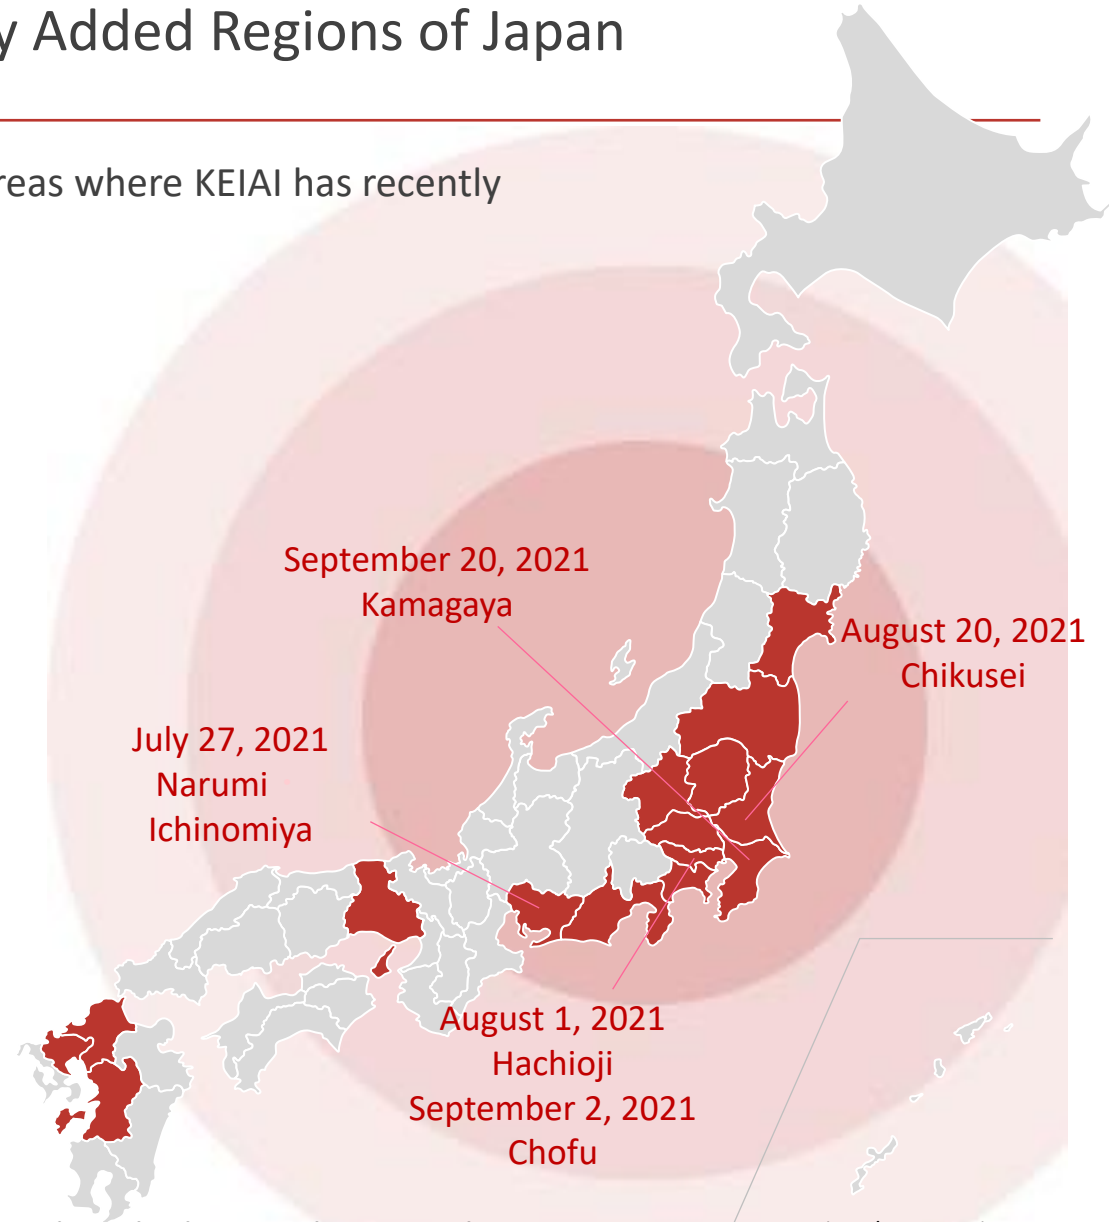 Added Regions of Japan
where KEIAI has recently
September 20, 2021
Kamagaya
August 20, 2021
Chikusei
July 27, 2021
Narumi
Ichinomiya
August 1, 2021
Hachioji
September 2, 2021
Chofu